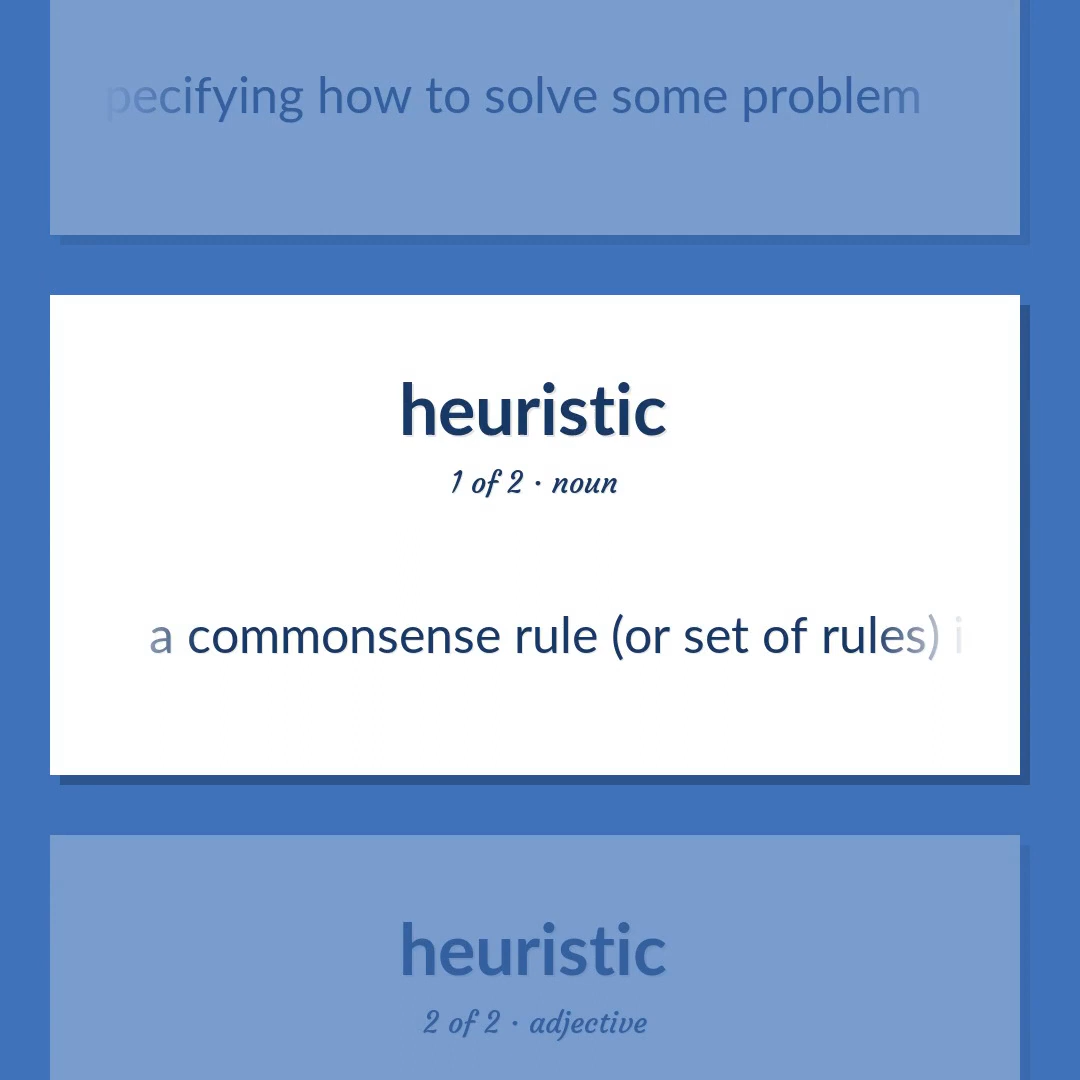 pecifying how to solve some problem
heuristic
1 of 2 · noun
a commonsense rule (or set of rules) i
heuristic
2 of 2 · adjective